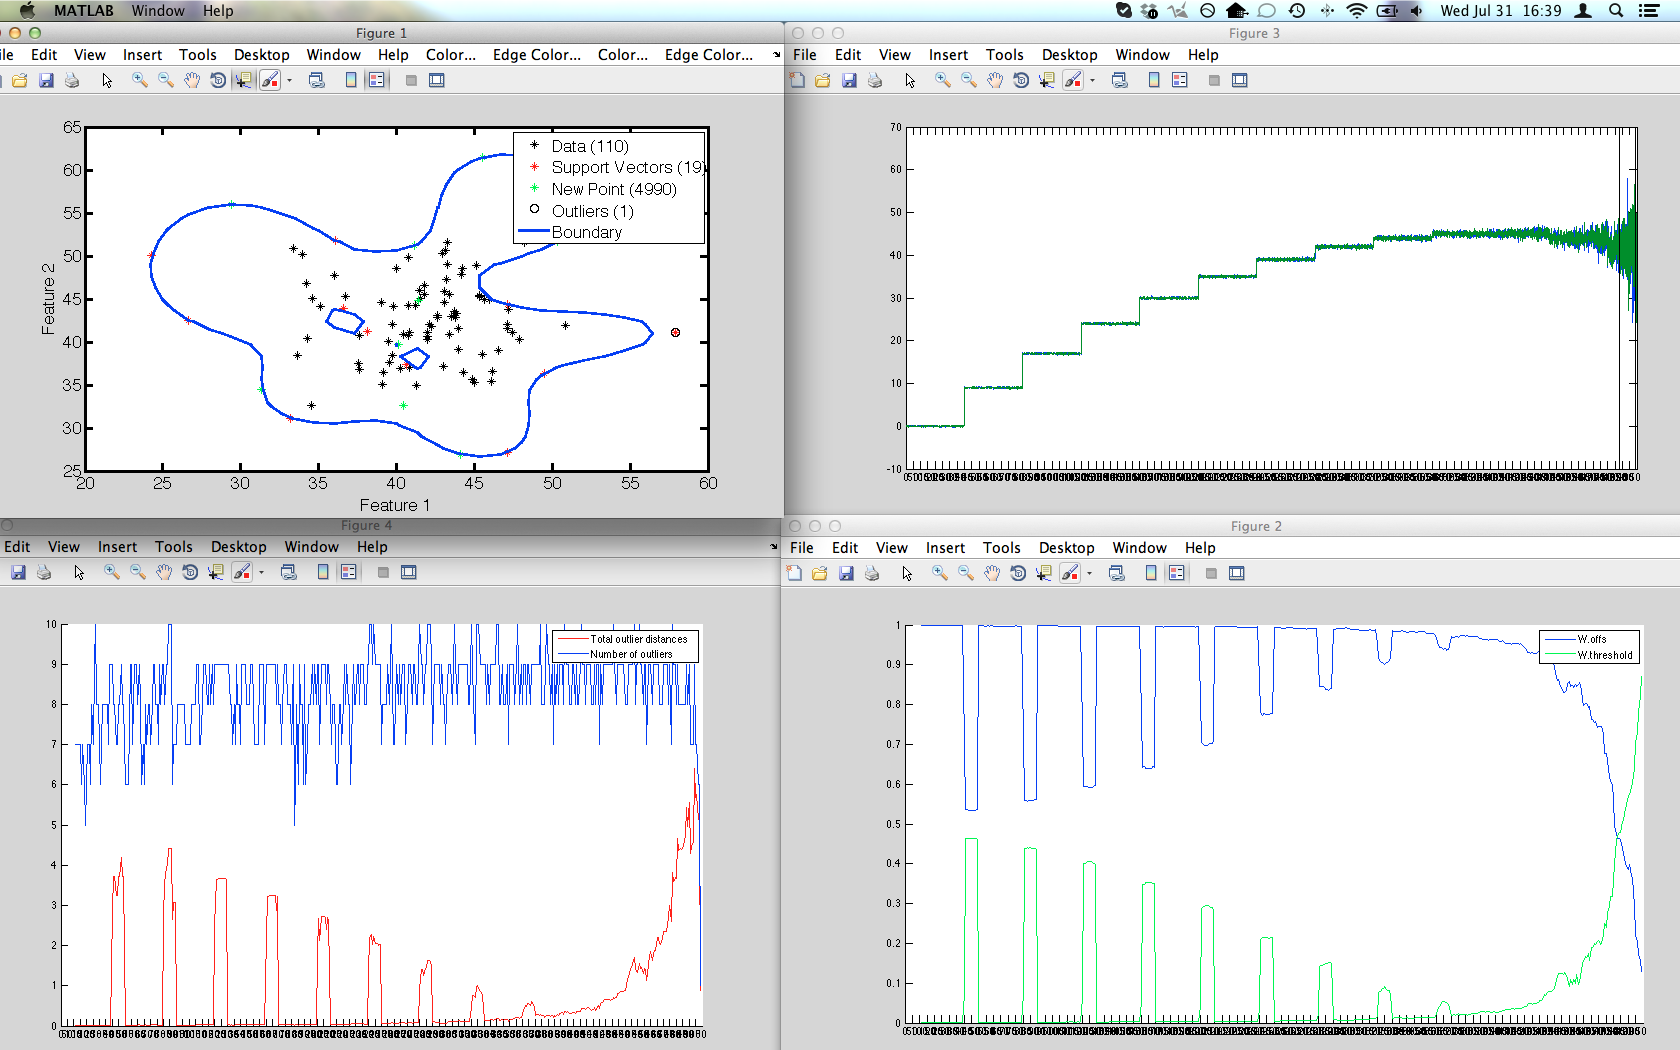 MATLAB Window Help
Wed Jul 31 16:39
Figure 1
Edit View Insert Tools Desktop Window Help Color... Edge Color... Color... Edge Color...
65
60
55
50
45
40
35
30
25
20 25 30 35 40 45 50 55 60
Feature 2
Feature 1
Data (110)
Support Vectors (19)
New Point (4990)
Outliers (1)
Boundary
Figure 3
File Edit View Insert Tools Desktop Window Help
70
60
50
40
30
20
10
0
-10
Figure 4
Edit View Insert Tools Desktop Window Help
10
9
8
7
6
5
4
3
2
1
0
Total outlier distances
Number of outliers
Figure 2
File Edit View Insert Tools Desktop Window Help
1
0.9
0.8
0.7
0.6
0.5
0.4
0.3
0.2
0.1
0
W.offs
W.threshold